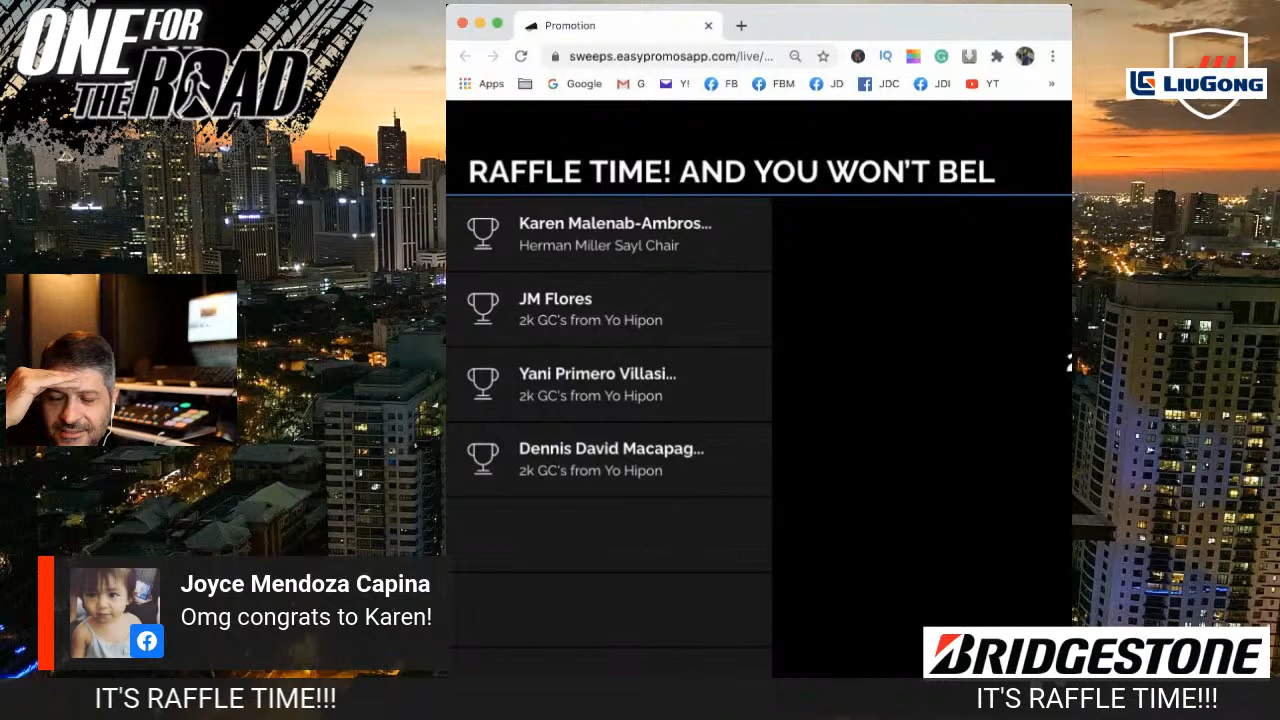 ONE FOR
THE ROAD
Promotion
sweeps.easypromosapp.com/live/...
Apps
Google
G
Y!
FB
FBM
JD
JDC
JDI
YT
»
IQ
LIUGONG
RAFFLE TIME! AND YOU WON'T BEL
Karen Malenab-Ambros...
Herman Miller Sayl Chair
JM Flores
2k GC's from Yo Hipon
Yani Primero Villasi...
2k GC's from Yo Hipon
Dennis David Macapag...
2k GC's from Yo Hipon
Joyce Mendoza Capina
Omg congrats to Karen!
BRIDGESTONE
IT'S RAFFLE TIME!!!
IT'S RAFFLE TIME!!!